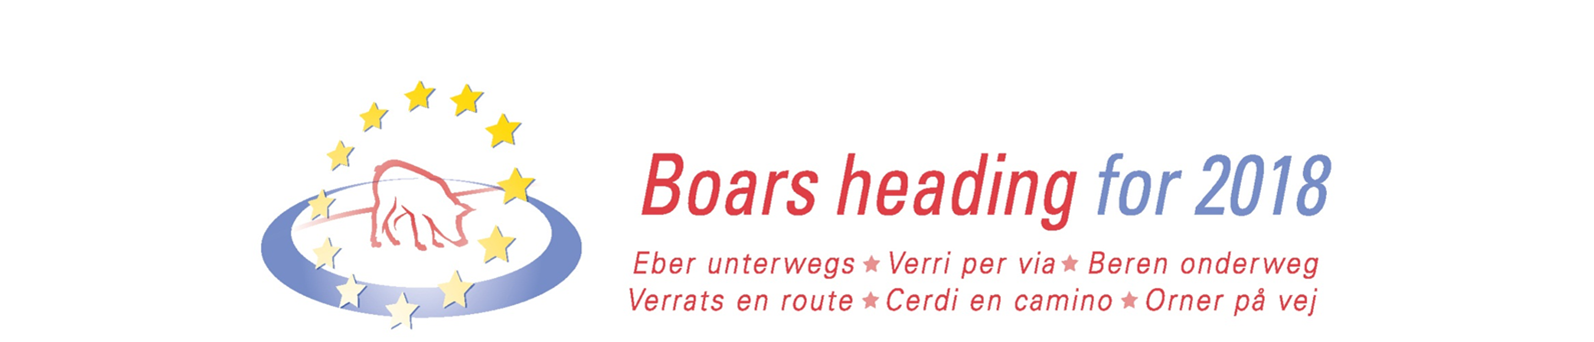 Boars heading for 2018
Eber unterwegs ★ Verri per via ★ Beren onderweg
Verrats en route ★ Cerdi en camino ★ Orner på vej